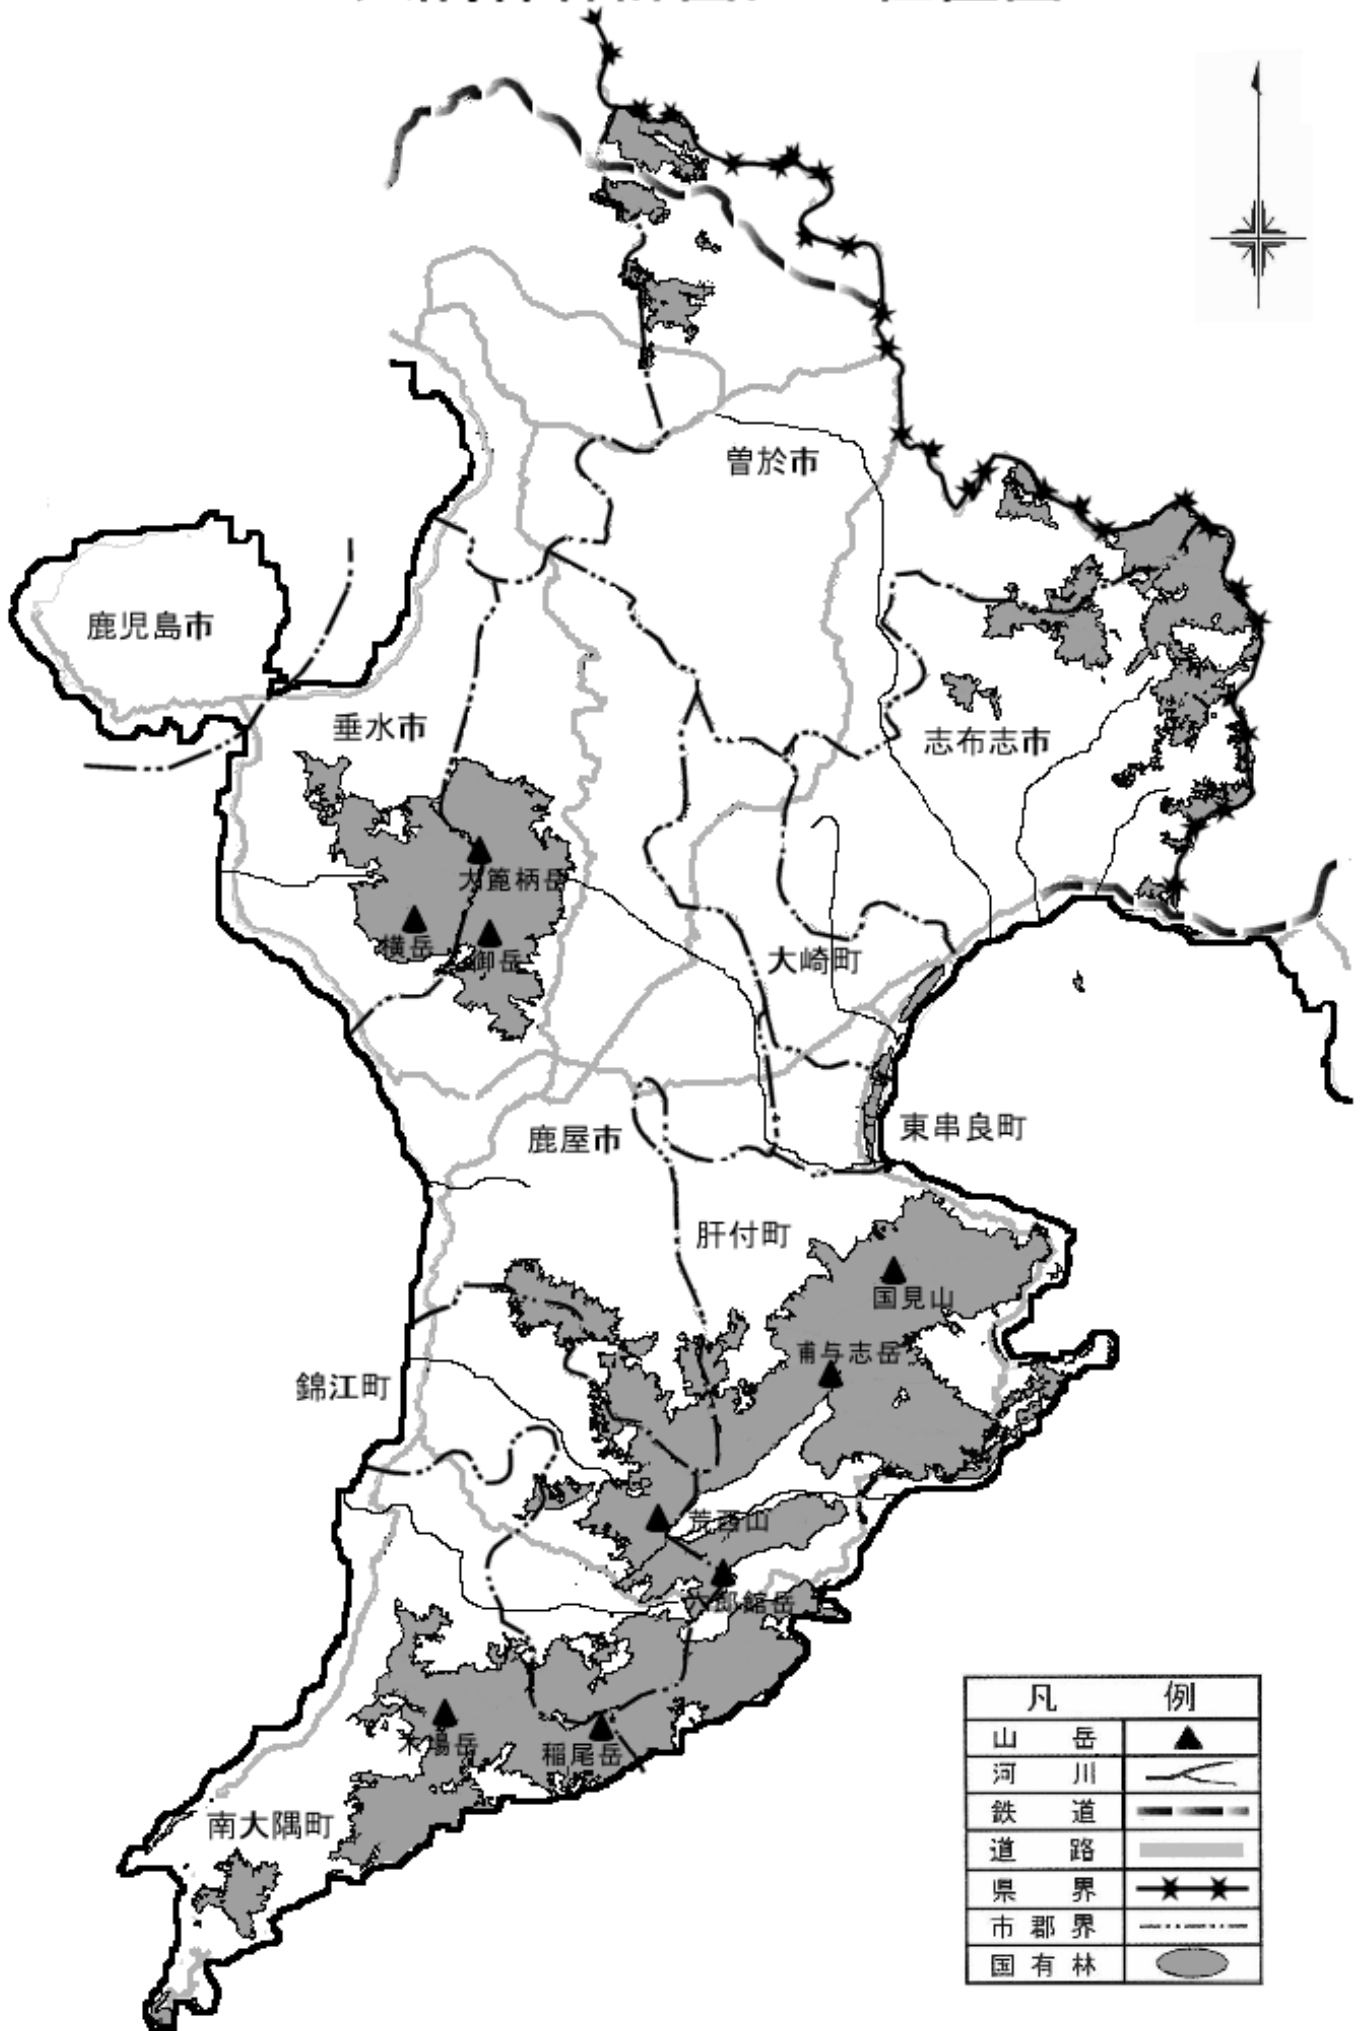 曽於市
鹿児島市
垂水市
志布志市
大箆柄岳
横岳
御岳
大崎町
東串良町
鹿屋市
肝付町
国見山
甫与志岳
錦江町
荒西山
六郎館岳
木場岳
稲尾岳
南大隅町
凡 例
山 岳
河 川
鉄 道
道 路
県 界
市 郡 界
国 有 林